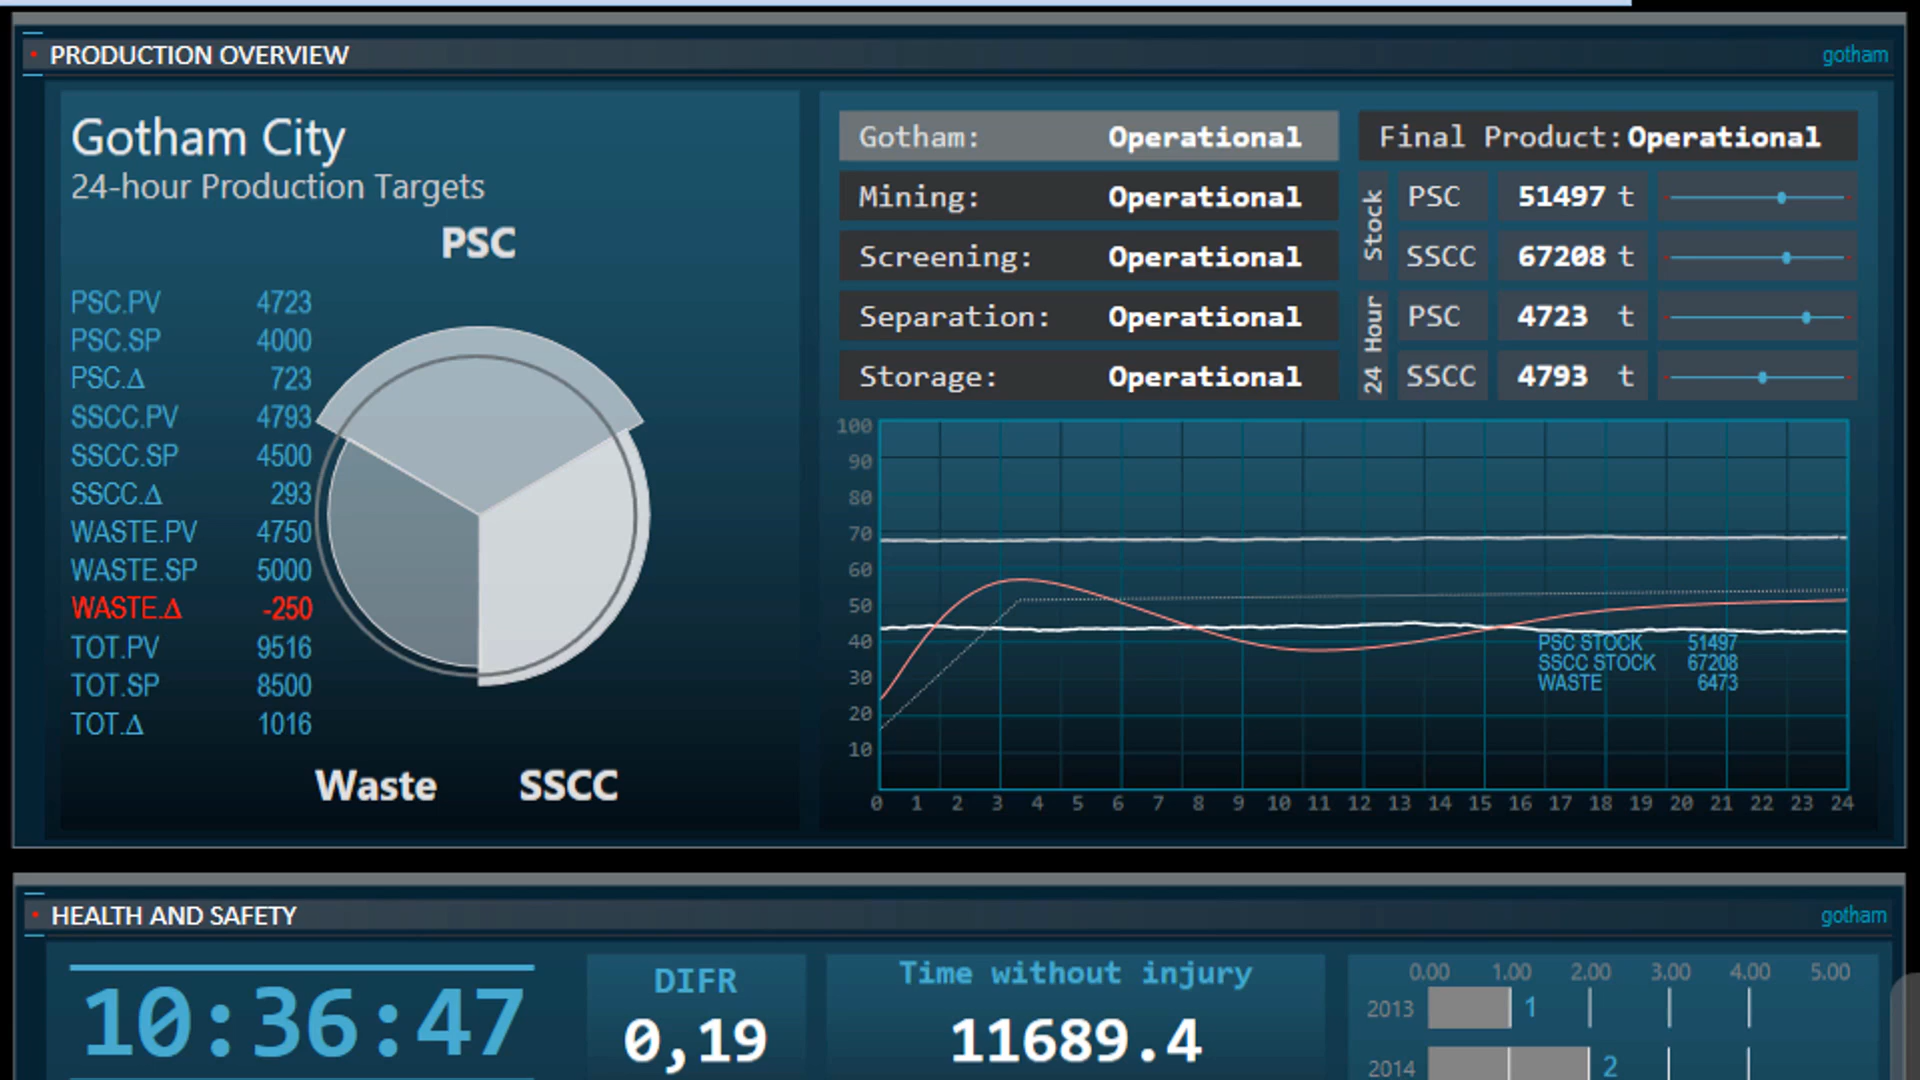 PRODUCTION OVERVIEW
gotham
Gotham City
24-hour Production Targets
PSC
PSC.PV 4723
PSC.SP 4000
PSC.Δ 723
SSCC.PV 4793
SSCC.SP 4500
SSCC.Δ 293
WASTE.PV 4750
WASTE.SP 5000
WASTE.Δ -250
TOT.PV 9516
TOT.SP 8500
TOT.Δ 1016
Waste SSCC
Gotham: Operational
Mining: Operational
Screening: Operational
Separation: Operational
Storage: Operational
Final Product: Operational
Stock
PSC 51497 t
SSCC 67208 t
24 Hour
PSC 4723 t
SSCC 4793 t
100
90
80
70
60
50
40
30
20
10
PSC STOCK 51497
SSCC STOCK 67208
WASTE 6473
0 1 2 3 4 5 6 7 8 9 10 11 12 13 14 15 16 17 18 19 20 21 22 23 24
HEALTH AND SAFETY
gotham
10:36:47
DIFR
0,19
Time without injury
11689.4
0.00 1.00 2.00 3.00 4.00 5.00
2013 1
2014 2